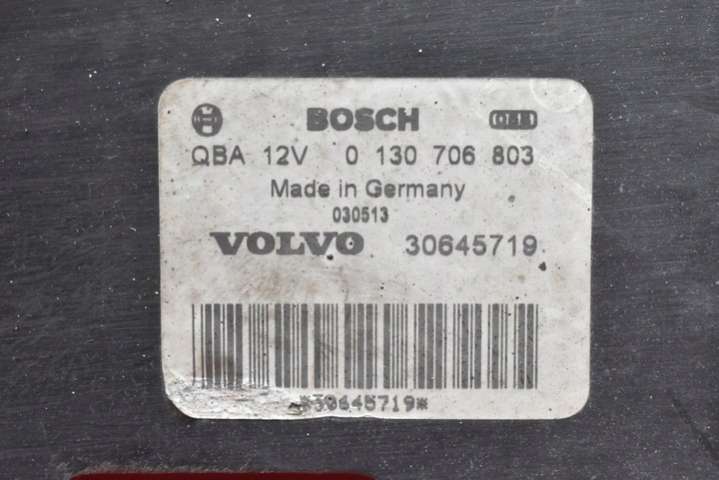 BOSCH
QBA 12V 0 130 706 803
Made in Germany
030513
VOLVO 30645719
*30645719*